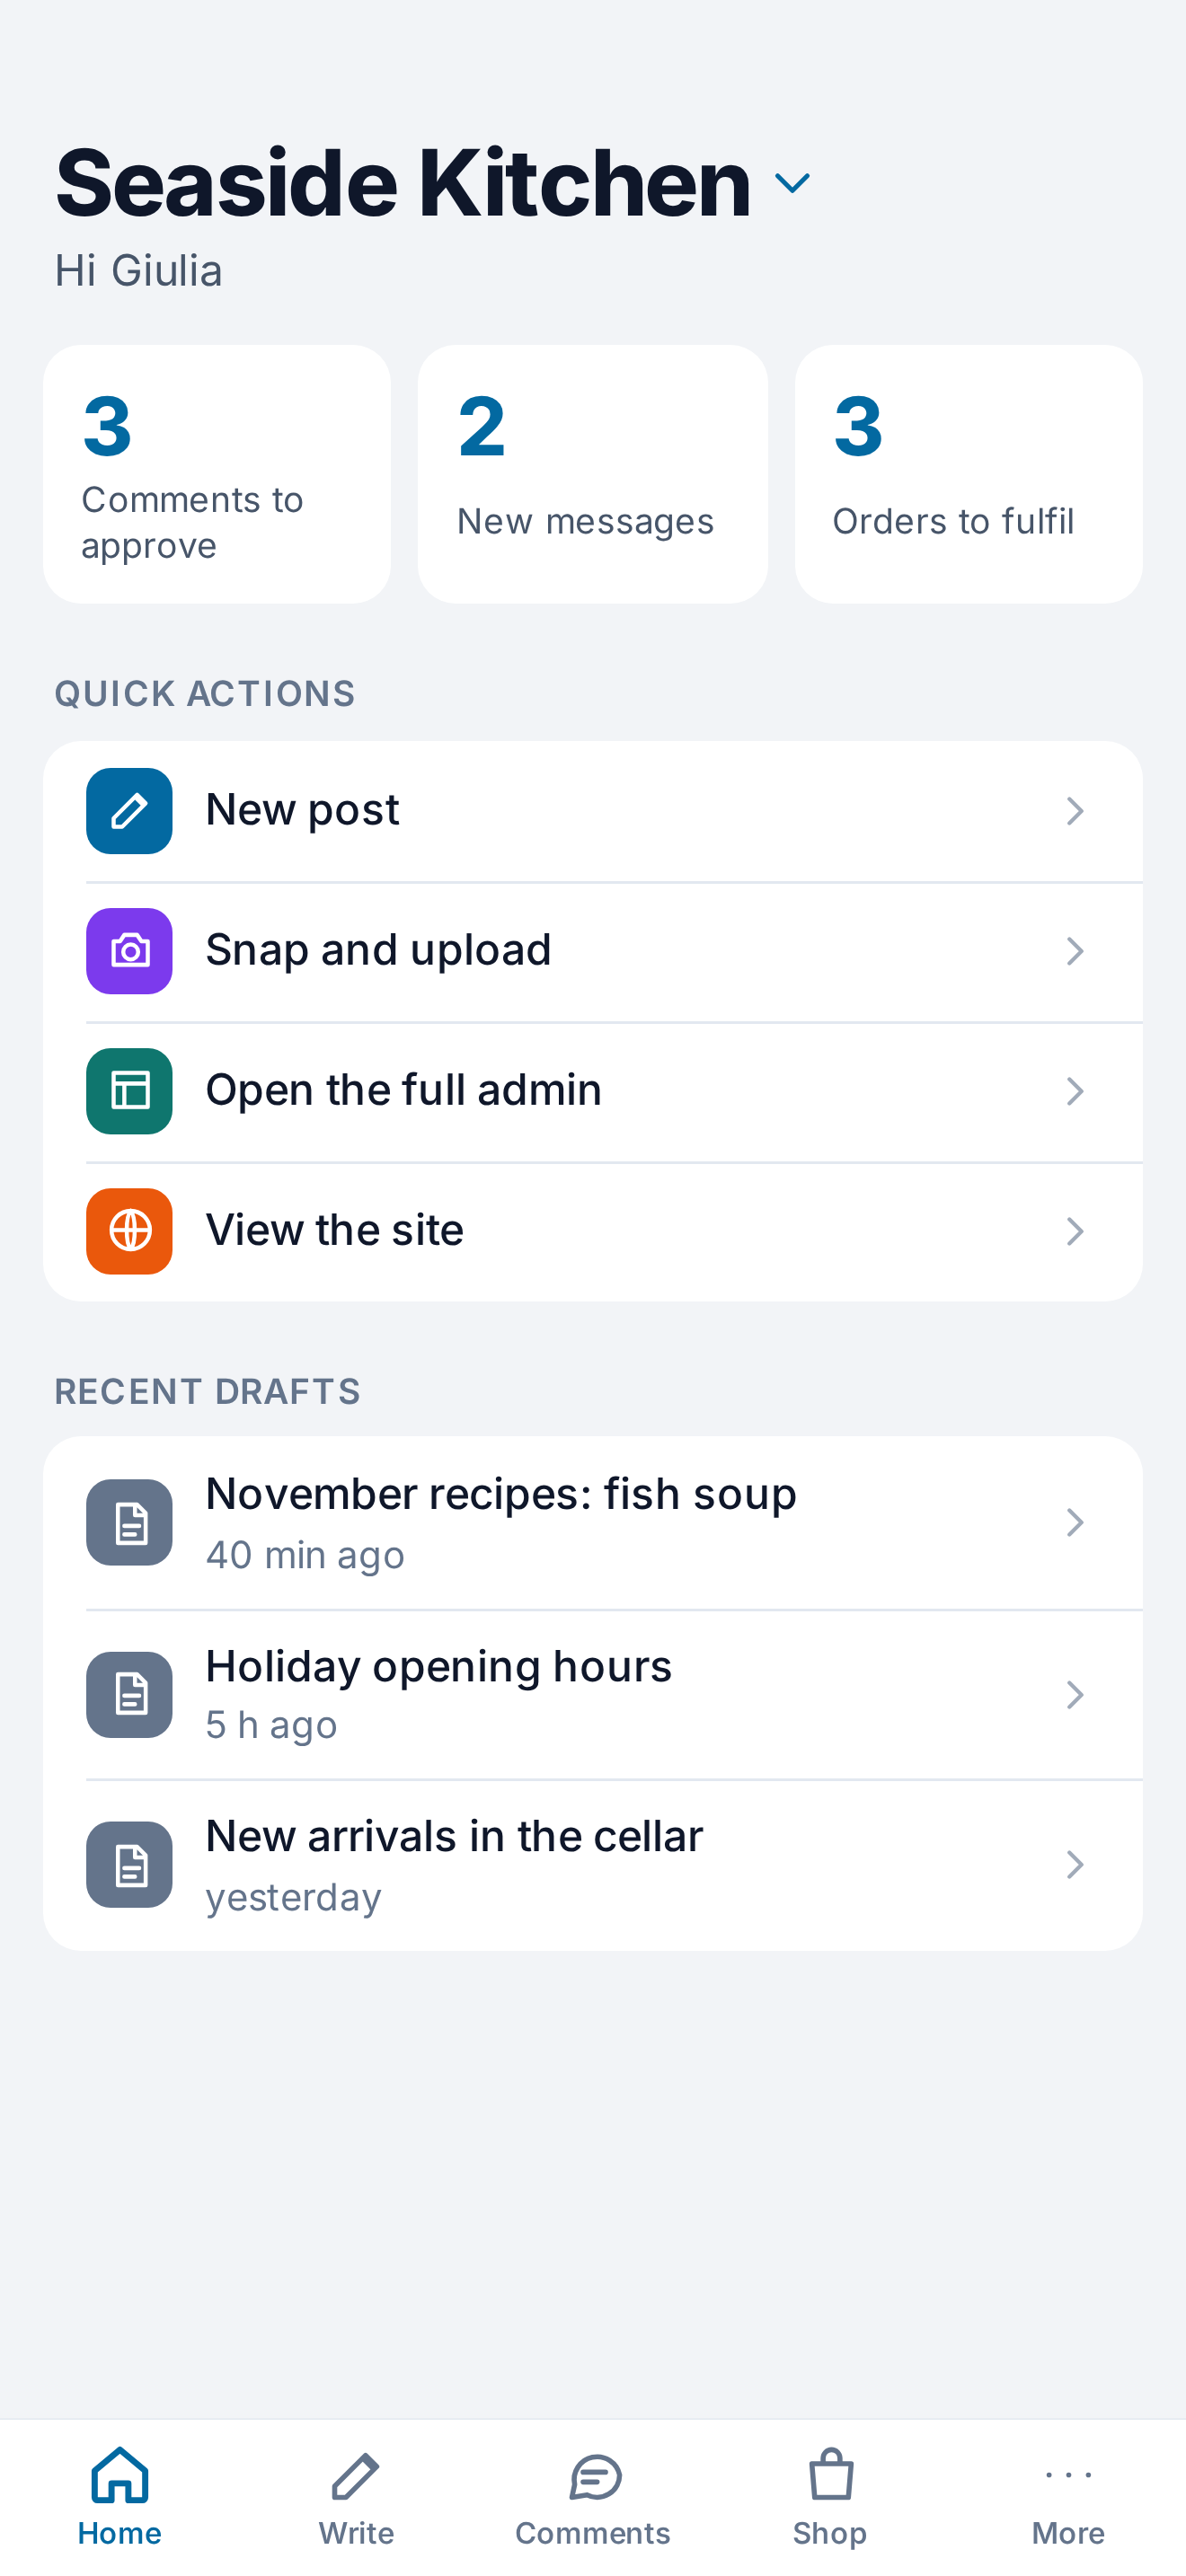 Seaside Kitchen
Hi Giulia
3
Comments to
approve
2
New messages
3
Orders to fulfil
QUICK ACTIONS
New post
Snap and upload
Open the full admin
View the site
RECENT DRAFTS
November recipes: fish soup
40 min ago
Holiday opening hours
5 h ago
New arrivals in the cellar
yesterday
Home
Write
Comments
Shop
More